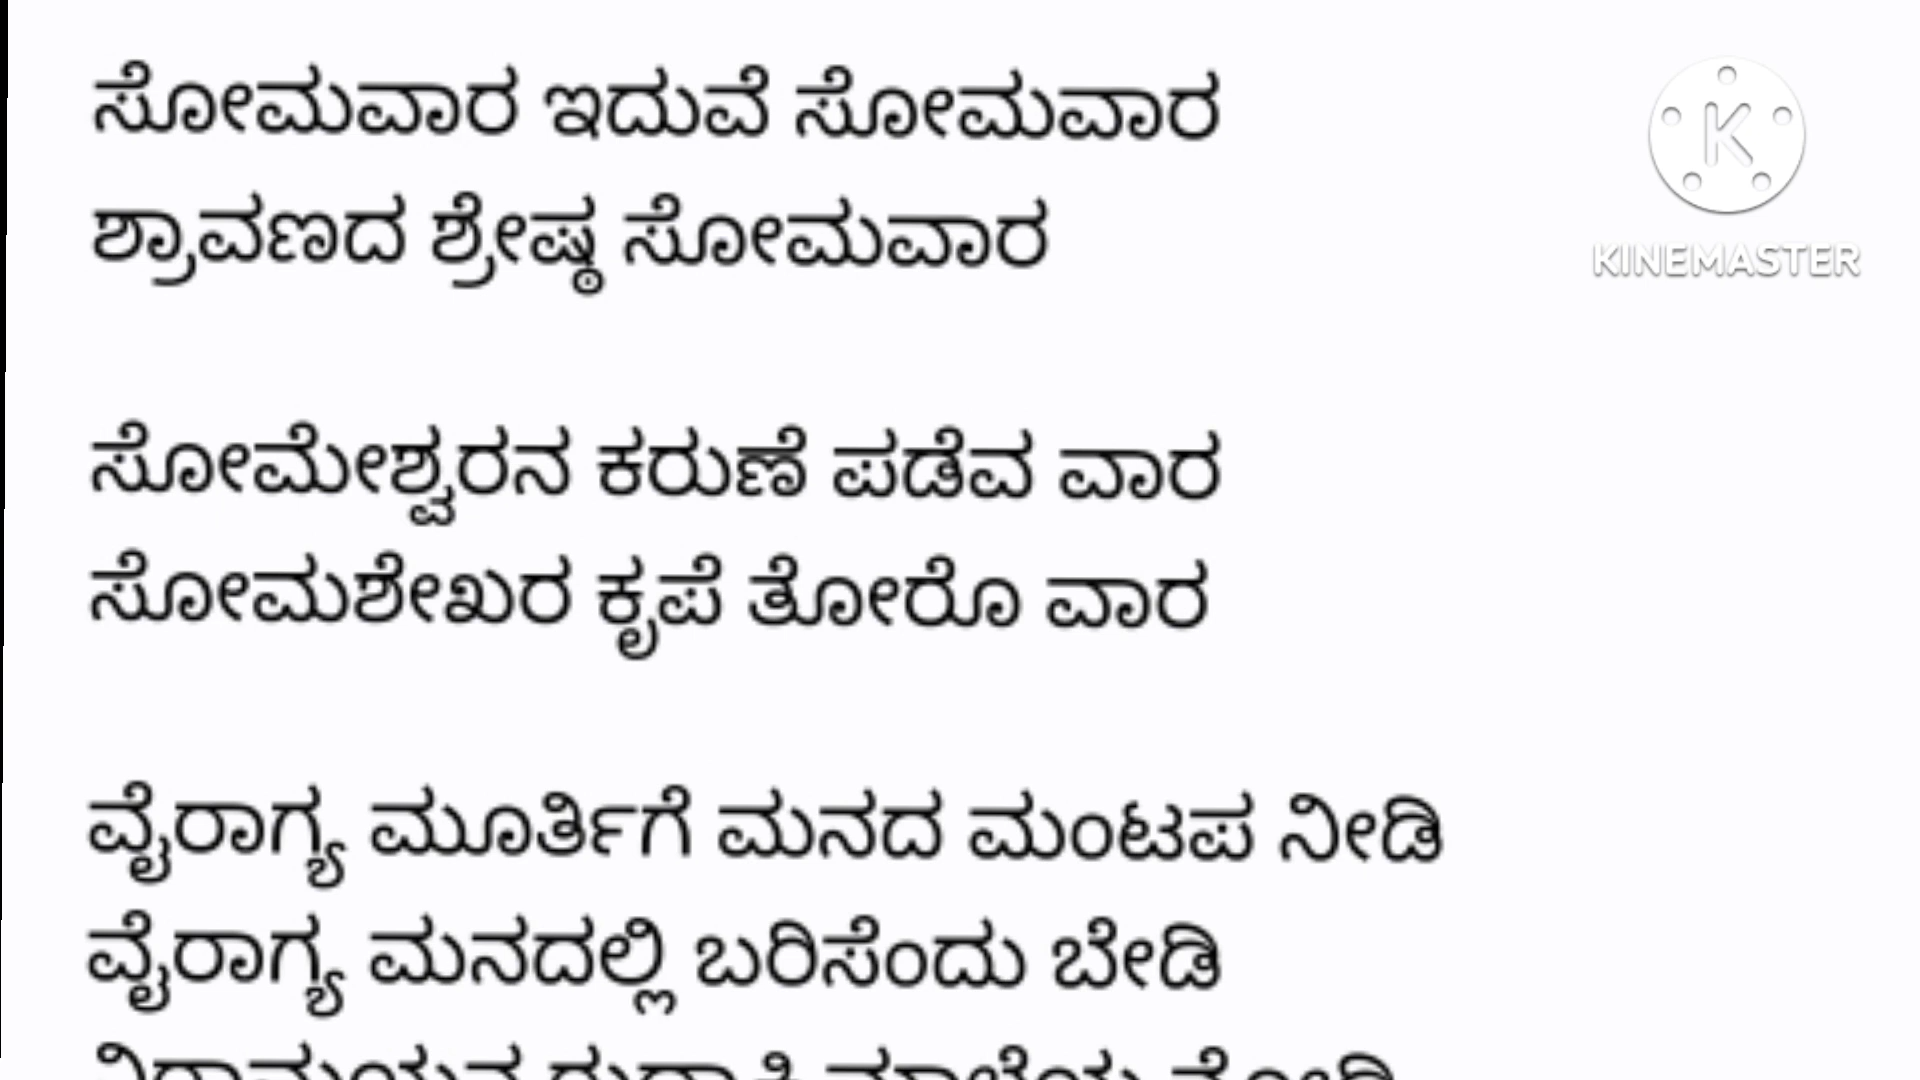 ಸೋಮವಾರ ಇದುವೆ ಸೋಮವಾರ
ಶ್ರಾವಣದ ಶ್ರೇಷ್ಠ ಸೋಮವಾರ
ಸೋಮೇಶ್ವರನ ಕರುಣೆ ಪಡೆವ ವಾರ
ಸೋಮಶೇಖರ ಕೃಪೆ ತೋರೊ ವಾರ
ವೈರಾಗ್ಯ ಮೂರ್ತಿಗೆ ಮನದ ಮಂಟಪ ನೀಡಿ
ವೈರಾಗ್ಯ ಮನದಲ್ಲಿ ಬರಿಸೆಂದು ಬೇಡಿ
K
KINEMASTER